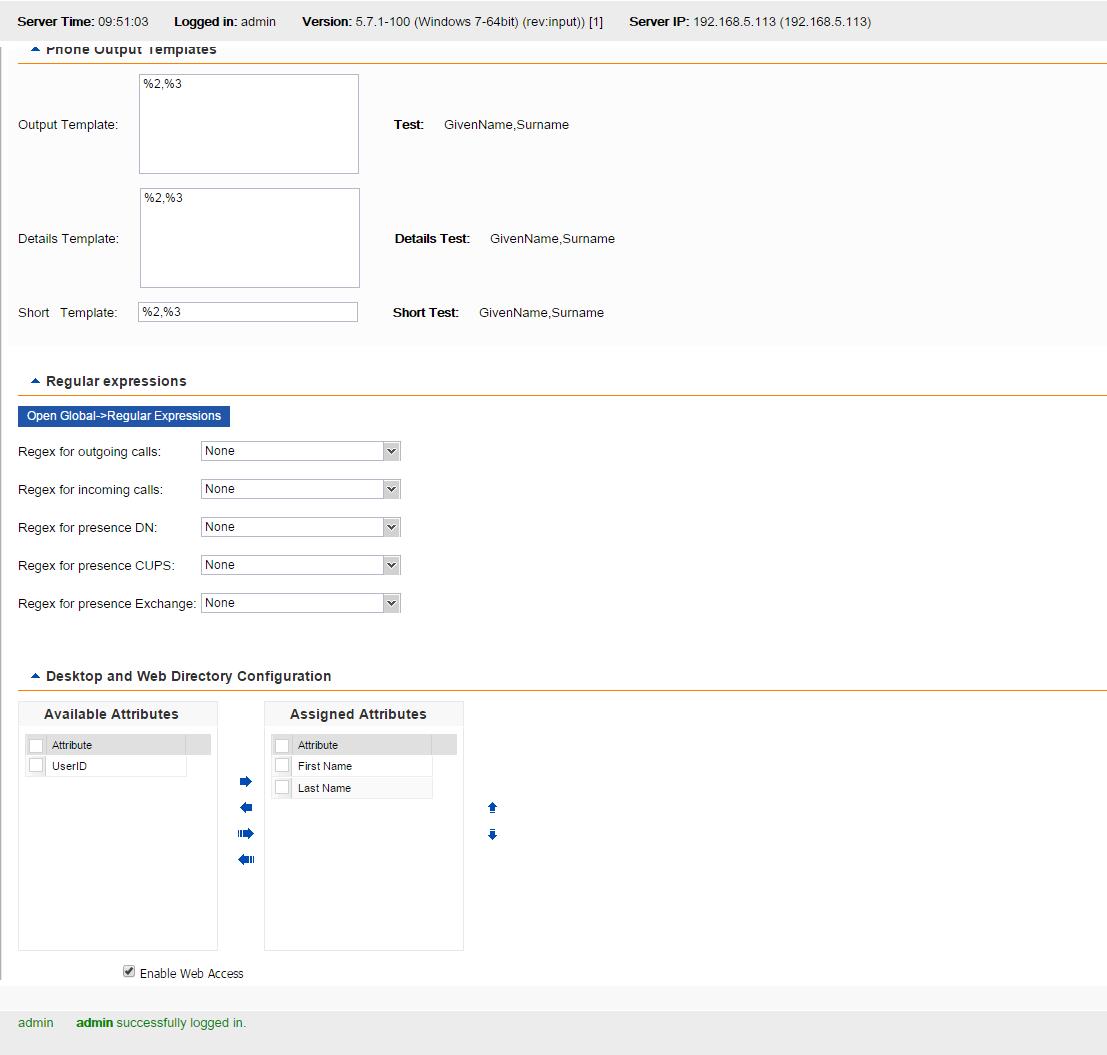 Server Time: 09:51:03 Logged in: admin Version: 5.7.1-100 (Windows 7-64bit) (rev:input)) [1] Server IP: 192.168.5.113 (192.168.5.113)
Phone Output Templates
%2,%3
Output Template: Test: GivenName,Surname
%2,%3
Details Template: Details Test: GivenName,Surname
Short Template: %2,%3 Short Test: GivenName,Surname
Regular expressions
Open Global->Regular Expressions
Regex for outgoing calls: None
Regex for incoming calls: None
Regex for presence DN: None
Regex for presence CUPS: None
Regex for presence Exchange: None
Desktop and Web Directory Configuration
Available Attributes Assigned Attributes
Attribute Attribute
UserID First Name
Last Name
Enable Web Access
admin admin successfully logged in.